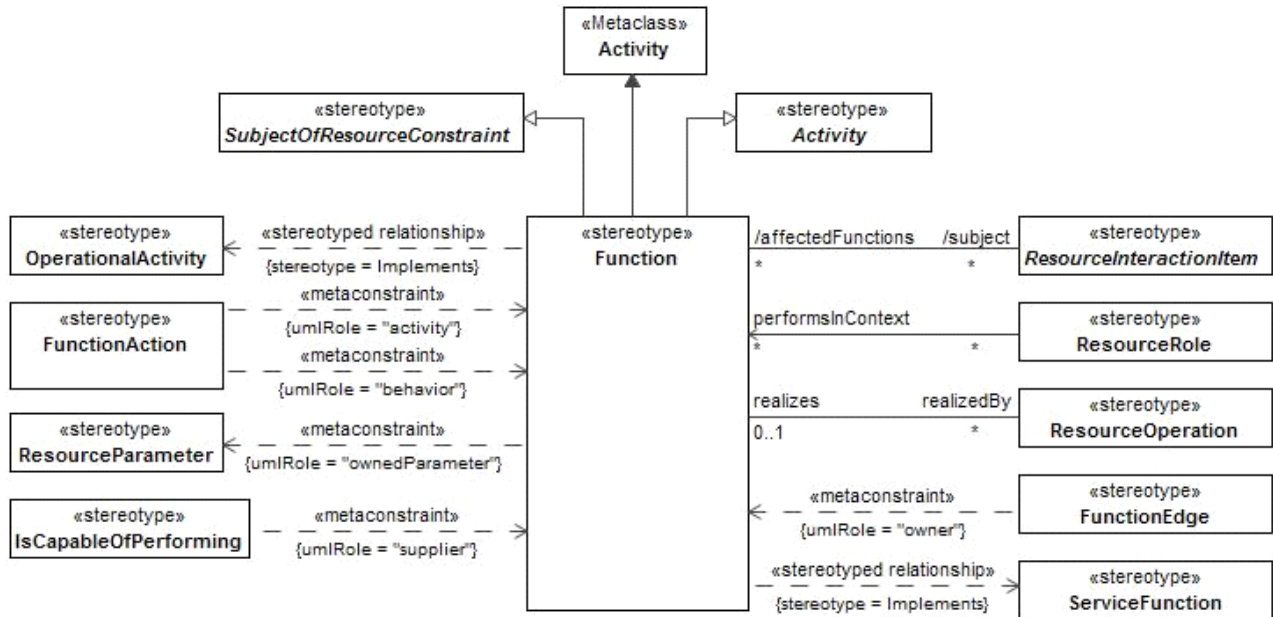 «Metaclass»
Activity
«stereotype»
SubjectOfResourceConstraint
«stereotype»
Activity
«stereotype»
OperationalActivity
«stereotyped relationship»
{stereotype = Implements}
«stereotype»
FunctionAction
«metaconstraint»
{umlRole = "activity"}
«metaconstraint»
{umlRole = "behavior"}
«stereotype»
ResourceParameter
«metaconstraint»
{umlRole = "ownedParameter"}
«stereotype»
IsCapableOfPerforming
«metaconstraint»
{umlRole = "supplier"}
«stereotype»
Function
/affectedFunctions /subject
* *
«stereotype»
ResourceInteractionItem
performsInContext
* *
«stereotype»
ResourceRole
realizes realizedBy
0..1 *
«stereotype»
ResourceOperation
«metaconstraint»
{umlRole = "owner"}
«stereotype»
FunctionEdge
«stereotyped relationship»
{stereotype = Implements}
«stereotype»
ServiceFunction